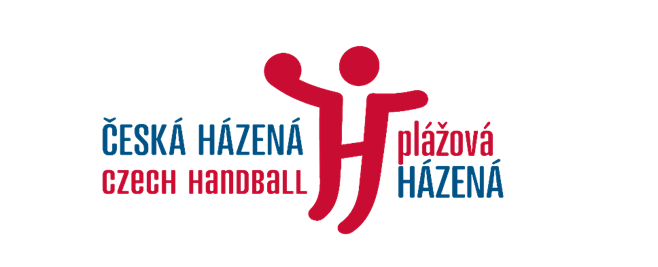 ČESKÁ HÁZENÁ
czech Handball
plážová
HÁZENÁ